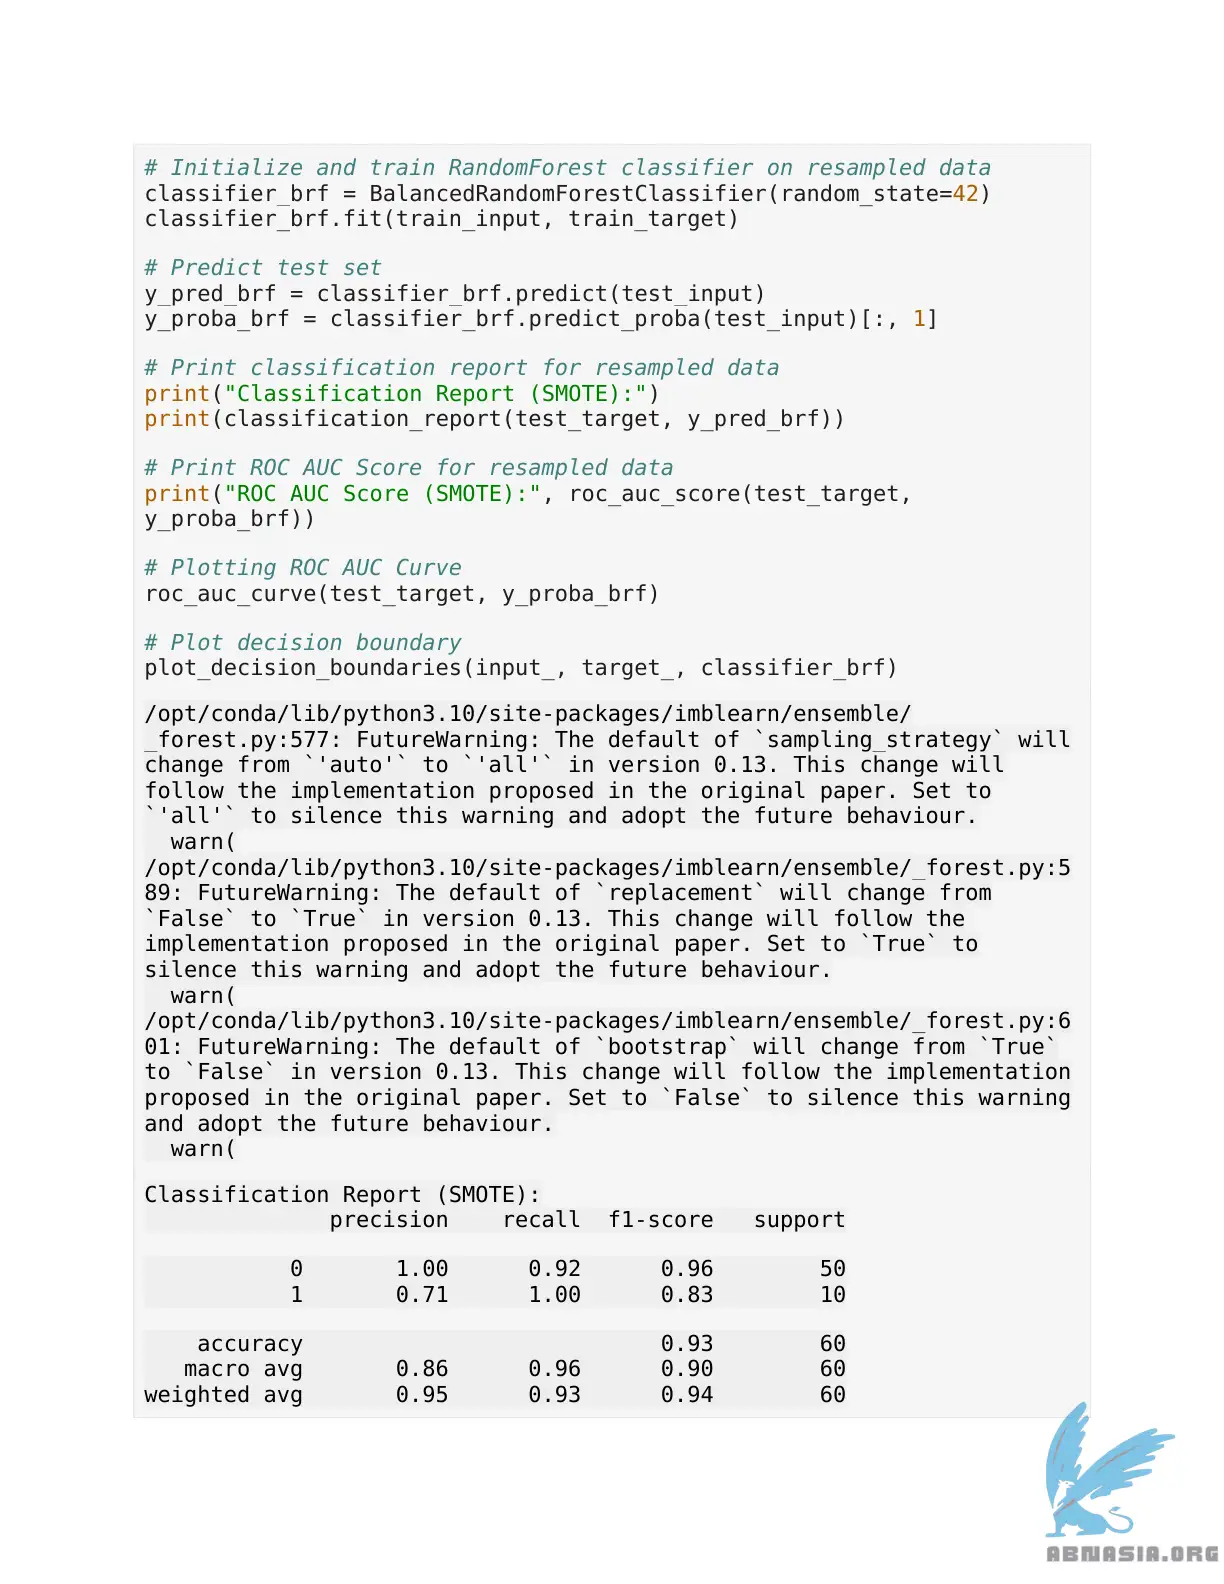 # Initialize and train RandomForest classifier on resampled data
classifier_brf = BalancedRandomForestClassifier(random_state=42)
classifier_brf.fit(train_input, train_target)
# Predict test set
y_pred_brf = classifier_brf.predict(test_input)
y_proba_brf = classifier_brf.predict_proba(test_input)[:, 1]
# Print classification report for resampled data
print("Classification Report (SMOTE):")
print(classification_report(test_target, y_pred_brf))
# Print ROC AUC Score for resampled data
print("ROC AUC Score (SMOTE):", roc_auc_score(test_target,
y_proba_brf))
# Plotting ROC AUC Curve
roc_auc_curve(test_target, y_proba_brf)
# Plot decision boundary
plot_decision_boundaries(input_, target_, classifier_brf)
/opt/conda/lib/python3.10/site-packages/imblearn/ensemble/
_forest.py:577: FutureWarning: The default of `sampling_strategy` will
change from `'auto'` to `'all'` in version 0.13. This change will
follow the implementation proposed in the original paper. Set to
`'all'` to silence this warning and adopt the future behaviour.
  warn(
/opt/conda/lib/python3.10/site-packages/imblearn/ensemble/_forest.py:5
89: FutureWarning: The default of `replacement` will change from
`False` to `True` in version 0.13. This change will follow the
implementation proposed in the original paper. Set to `True` to
silence this warning and adopt the future behaviour.
  warn(
/opt/conda/lib/python3.10/site-packages/imblearn/ensemble/_forest.py:6
01: FutureWarning: The default of `bootstrap` will change from `True`
to `False` in version 0.13. This change will follow the implementation
proposed in the original paper. Set to `False` to silence this warning
and adopt the future behaviour.
  warn(
Classification Report (SMOTE):
              precision    recall  f1-score   support
           0       1.00      0.92      0.96        50
           1       0.71      1.00      0.83        10
    accuracy                           0.93        60
   macro avg       0.86      0.96      0.90        60
weighted avg       0.95      0.93      0.94        60
ABNASIA.ORG